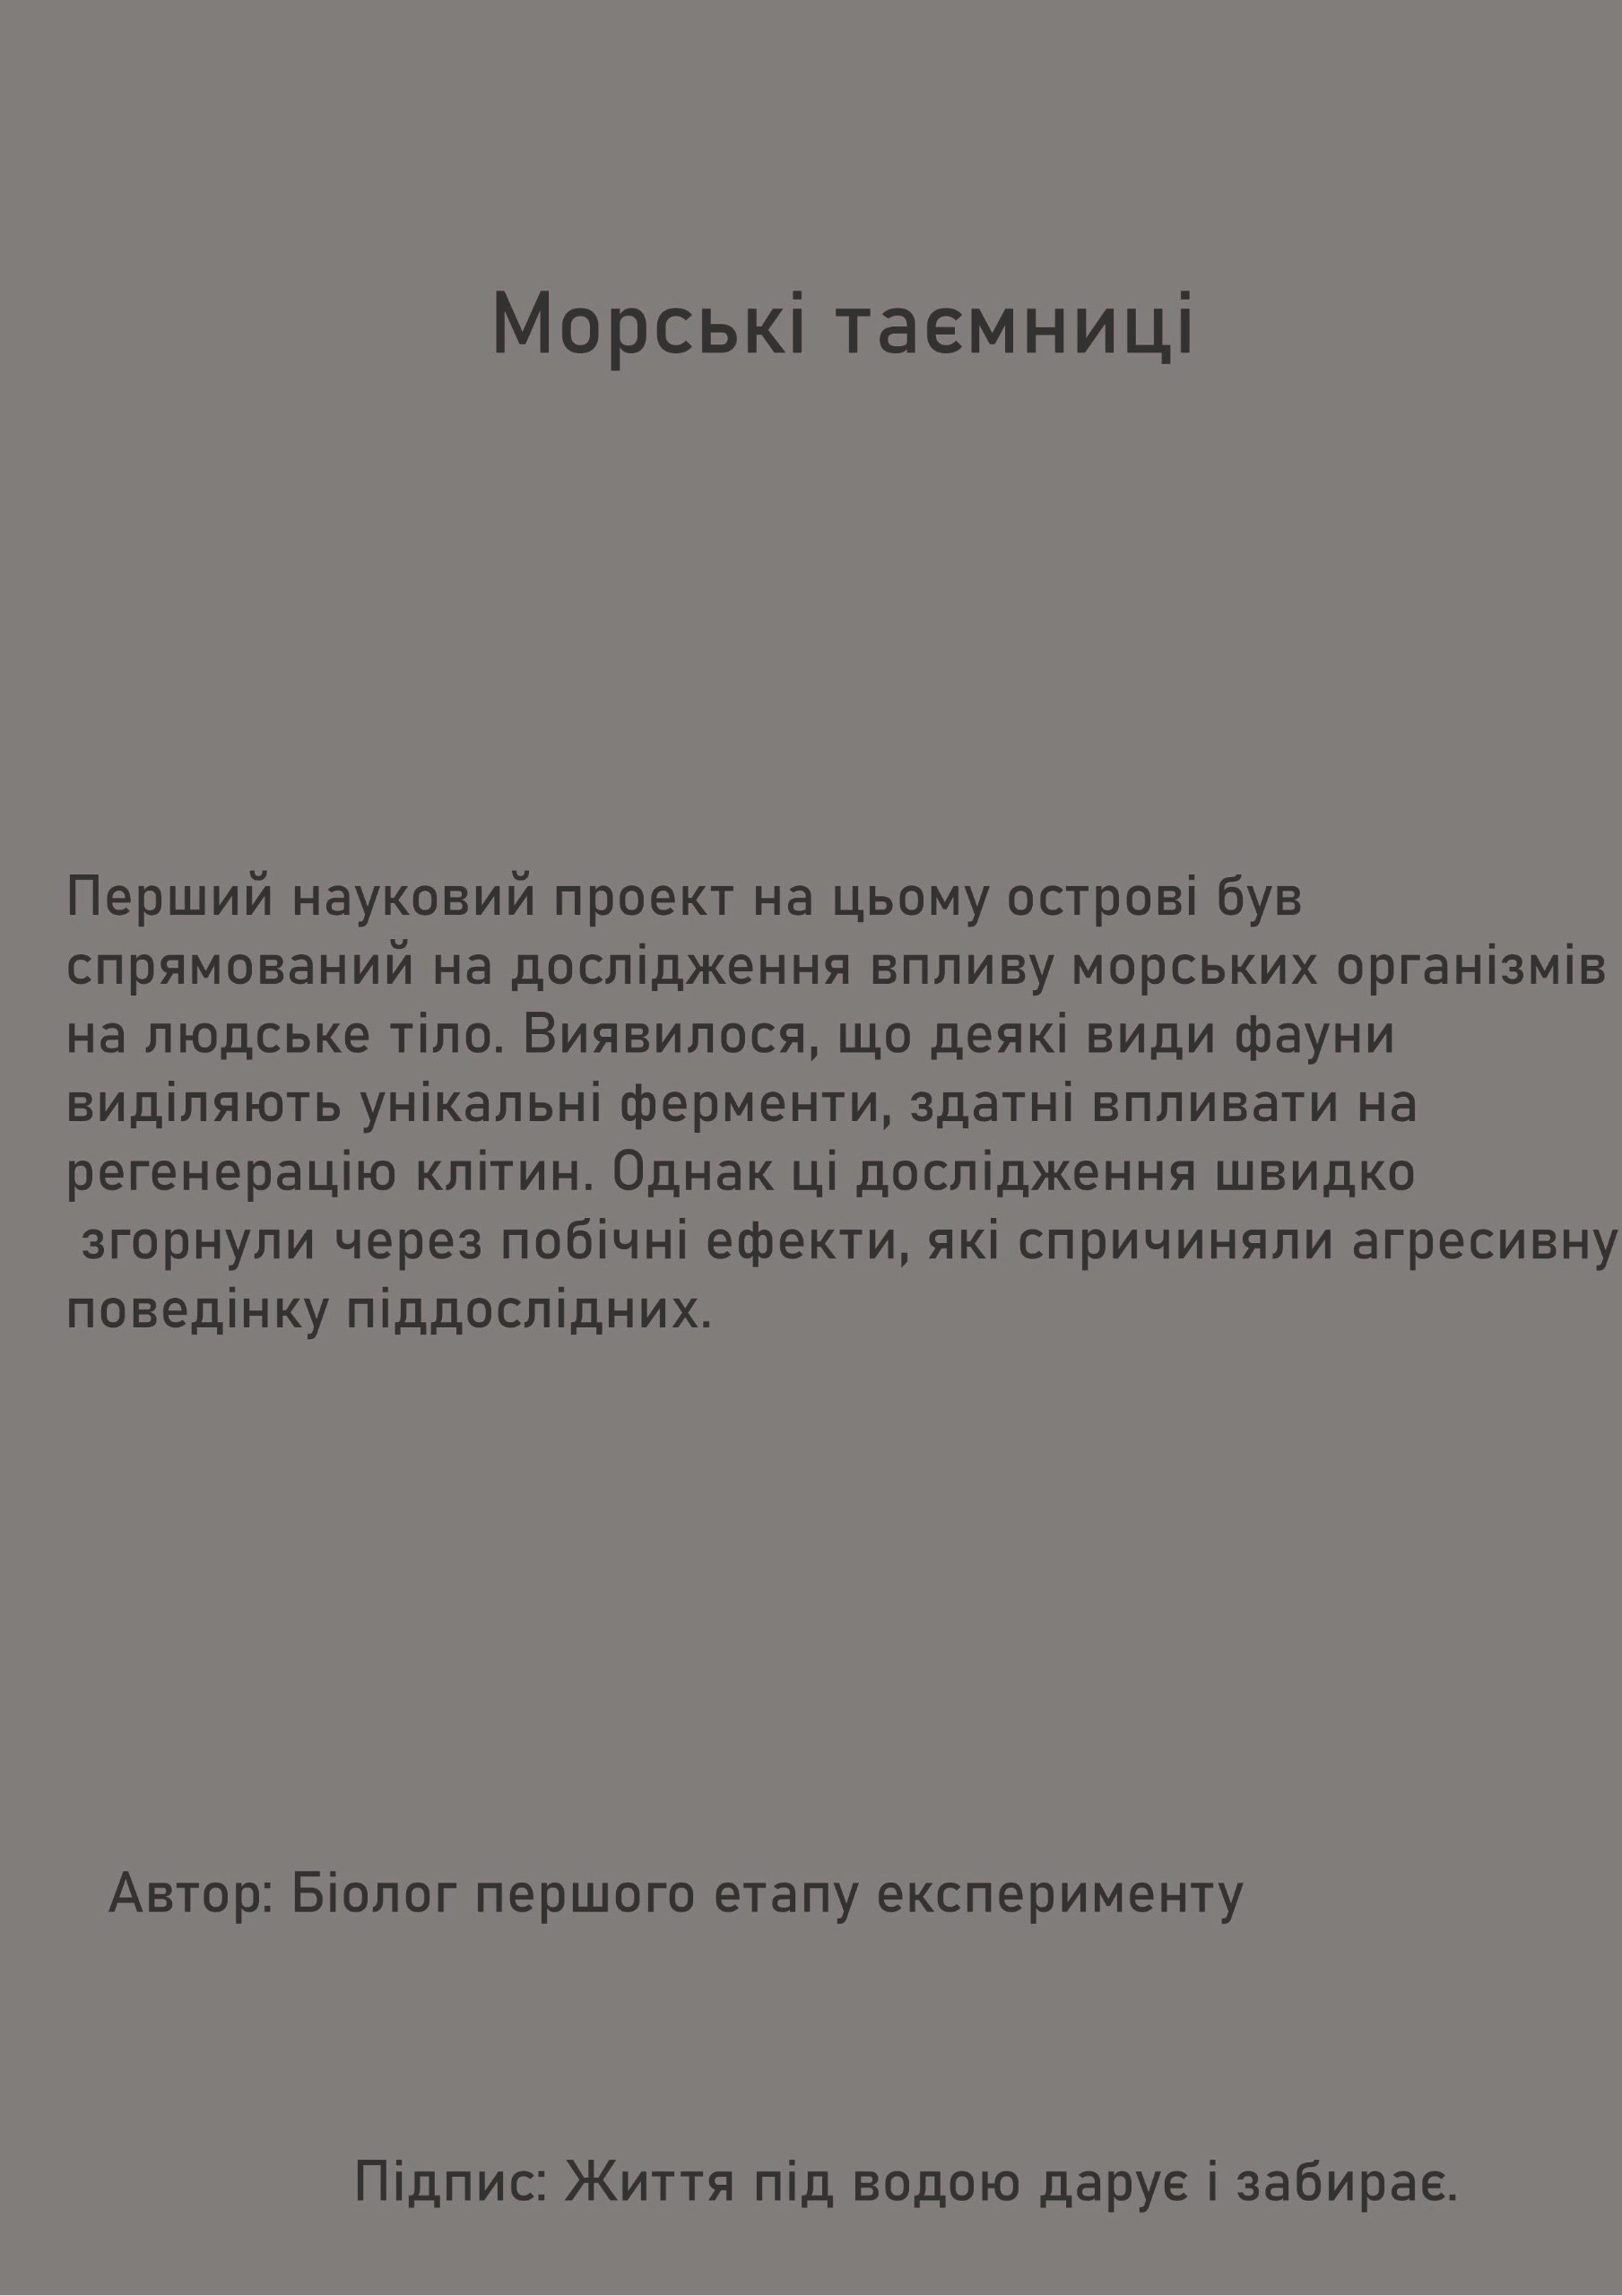 Морські таємниці
Перший науковий проект на цьому острові був
спрямований на дослідження впливу морських організмів
на людське тіло. Виявилося, що деякі види фауни
виділяють унікальні ферменти, здатні впливати на
регенерацію клітин. Однак ці дослідження швидко
згорнули через побічні ефекти, які спричиняли агресивну
поведінку піддослідних.
Автор: Біолог першого етапу експерименту
Підпис: Життя під водою дарує і забирає.